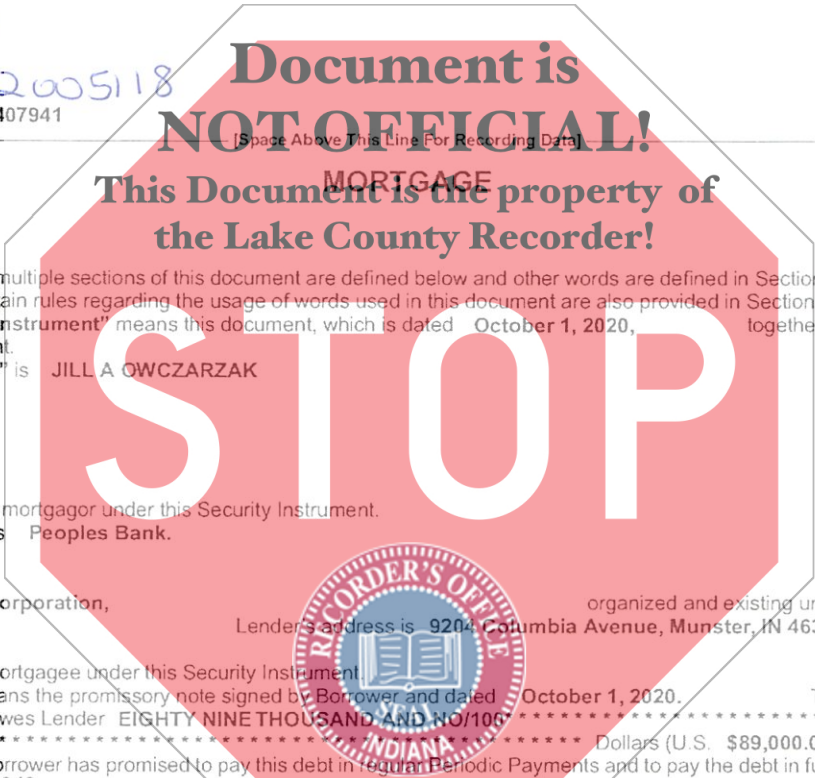 2005118
407941
Document is
NOT OFFICIAL!
[Space Above This Line For Recording Data]
MORTGAGE
This Document is the property of
the Lake County Recorder!
multiple sections of this document are defined below and other words are defined in Section
ain rules regarding the usage of words used in this document are also provided in Section
nstrument" means this document, which is dated October 1, 2020, togethe
t.
" is JILL A OWCZARZAK
STOP
mortgagor under this Security Instrument.
s Peoples Bank.
orporation, organized and existing un
Lender's address is 9204 Columbia Avenue, Munster, IN 463
ortgagee under this Security Instrument.
ans the promissory note signed by Borrower and dated October 1, 2020. T
wes Lender EIGHTY NINE THOUSAND AND NO/100* * * * * * * * * * * * * * * * * * * * * *
* * * * * * * * * * * * * * * * * * * * * * * * * * * * * * * * * * * * Dollars (U.S. $89,000.0
rrower has promised to pay this debt in regular Periodic Payments and to pay the debt in fu
RECORDER'S OFFICE
SEAL
INDIANA